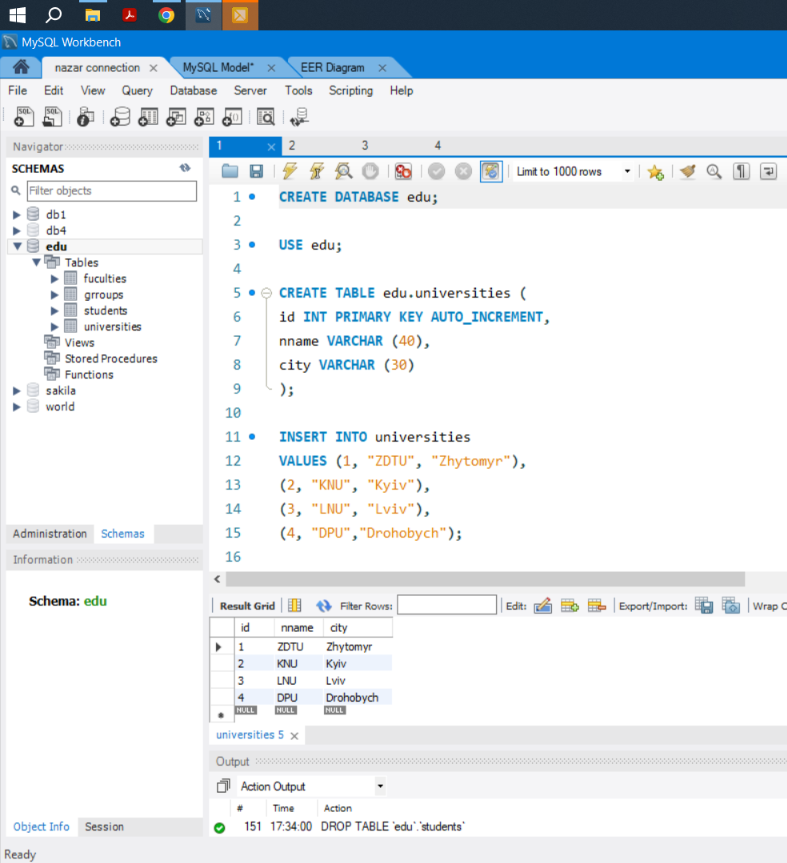 MySQL Workbench
nazar connection
MySQL Model*
EER Diagram
File Edit View Query Database Server Tools Scripting Help
Navigator
SCHEMAS
Filter objects
db1
db4
edu
Tables
fuculties
grroups
students
universities
Views
Stored Procedures
Functions
sakila
world
Administration Schemas
Information
Schema: edu
Object Info Session
Ready
1 2 3 4
Limit to 1000 rows
1 CREATE DATABASE edu;
2
3 USE edu;
4
5 CREATE TABLE edu.universities (
6 id INT PRIMARY KEY AUTO_INCREMENT,
7 nname VARCHAR (40),
8 city VARCHAR (30)
9 );
10
11 INSERT INTO universities
12 VALUES (1, "ZDTU", "Zhytomyr"),
13 (2, "KNU", "Kyiv"),
14 (3, "LNU", "Lviv"),
15 (4, "DPU","Drohobych");
16
Result Grid Filter Rows: Edit: Export/Import: Wrap C
id nname city
1 ZDTU Zhytomyr
2 KNU Kyiv
3 LNU Lviv
4 DPU Drohobych
NULL NULL NULL
universities 5
Output
Action Output
# Time Action
151 17:34:00 DROP TABLE `edu`.`students`